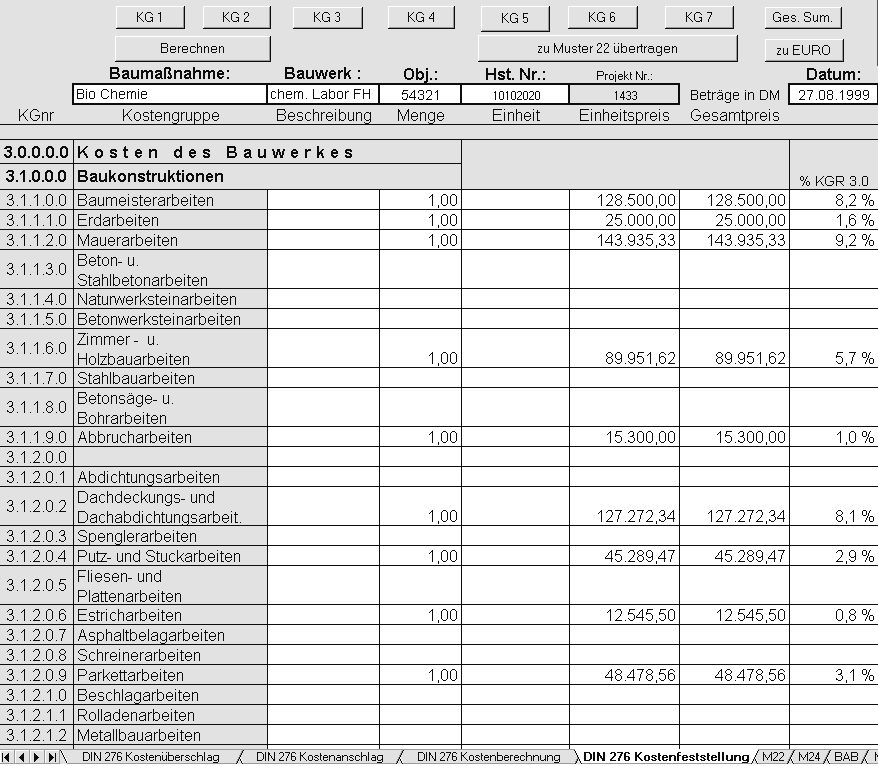 KG 1 KG 2 KG 3 KG 4 KG 5 KG 6 KG 7 Ges. Sum.
Berechnen zu Muster 22 übertragen zu EURO
Baumaßnahme: Bauwerk : Obj.: Hst. Nr.: Projekt Nr.: Datum:
Bio Chemie chem. Labor FH 54321 10102020 1433 Beträge in DM 27.08.1999
KGnr Kostengruppe Beschreibung Menge Einheit Einheitspreis Gesamtpreis
3.0.0.0.0 Kosten des Bauwerkes
3.1.0.0.0 Baukonstruktionen % KGR 3.0
3.1.1.0.0 Baumeisterarbeiten 1,00 128.500,00 128.500,00 8,2 %
3.1.1.1.0 Erdarbeiten 1,00 25.000,00 25.000,00 1,6 %
3.1.1.2.0 Mauerarbeiten 1,00 143.935,33 143.935,33 9,2 %
3.1.1.3.0 Beton- u.
Stahlbetonarbeiten
3.1.1.4.0 Naturwerksteinarbeiten
3.1.1.5.0 Betonwerksteinarbeiten
3.1.1.6.0 Zimmer - u.
Holzbauarbeiten 1,00 89.951,62 89.951,62 5,7 %
3.1.1.7.0 Stahlbauarbeiten
3.1.1.8.0 Betonsäge- u.
Bohrarbeiten
3.1.1.9.0 Abbrucharbeiten 1,00 15.300,00 15.300,00 1,0 %
3.1.2.0.0
3.1.2.0.1 Abdichtungsarbeiten
3.1.2.0.2 Dachdeckungs- und
Dachabdichtungsarbeit. 1,00 127.272,34 127.272,34 8,1 %
3.1.2.0.3 Spenglerarbeiten
3.1.2.0.4 Putz- und Stuckarbeiten 1,00 45.289,47 45.289,47 2,9 %
3.1.2.0.5 Fliesen- und
Plattenarbeiten
3.1.2.0.6 Estricharbeiten 1,00 12.545,50 12.545,50 0,8 %
3.1.2.0.7 Asphaltbelagarbeiten
3.1.2.0.8 Schreinerarbeiten
3.1.2.0.9 Parkettarbeiten 1,00 48.478,56 48.478,56 3,1 %
3.1.2.1.0 Beschlagarbeiten
3.1.2.1.1 Rolladenarbeiten
3.1.2.1.2 Metallbauarbeiten
DIN 276 Kostenüberschlag DIN 276 Kostenanschlag DIN 276 Kostenberechnung DIN 276 Kostenfeststellung M22 M24 BAB